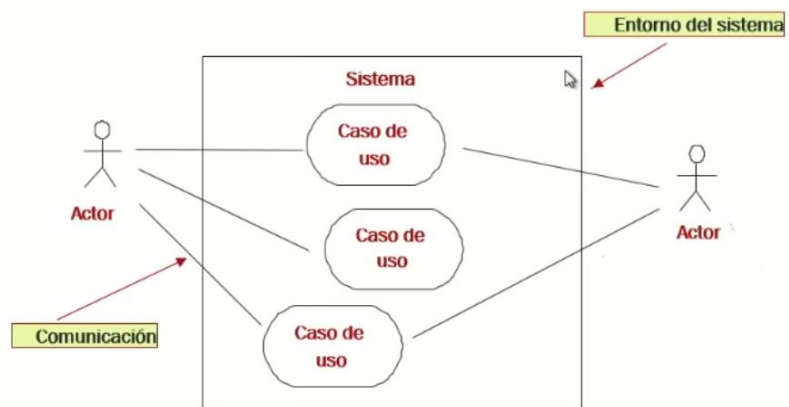 Entorno del sistema
Sistema
Caso de
uso
Actor
Actor
Caso de
uso
Comunicación
Caso de
uso